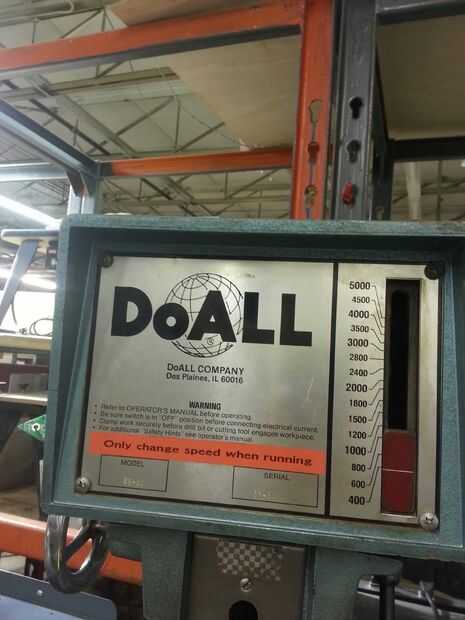 DoALL
DoALL COMPANY
Des Plaines, IL 60016
WARNING
• Refer to OPERATOR'S MANUAL before operating.
• Be sure switch is in "OFF" position before connecting electrical current.
• Clamp work securely before drill bit or cutting tool engages workpiece.
• For additional "Safety Hints" see operator's manual.
Only change speed when running
MODEL
SERIAL
5000
4500
4000
3500
3000
2800
2400
2000
1800
1500
1200
1000
800
600
400